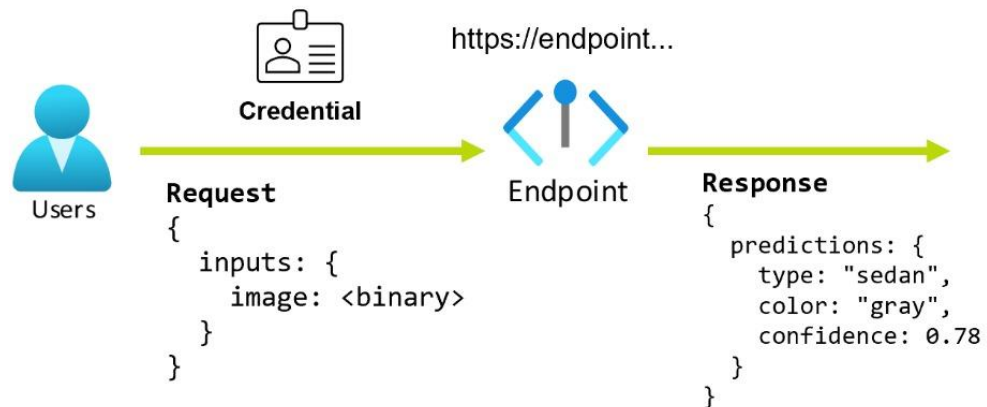 https://endpoint...
Credential
Users
Request
{
  inputs: {
    image: <binary>
  }
}
Endpoint
Response
{
  predictions: {
    type: "sedan",
    color: "gray",
    confidence: 0.78
  }
}